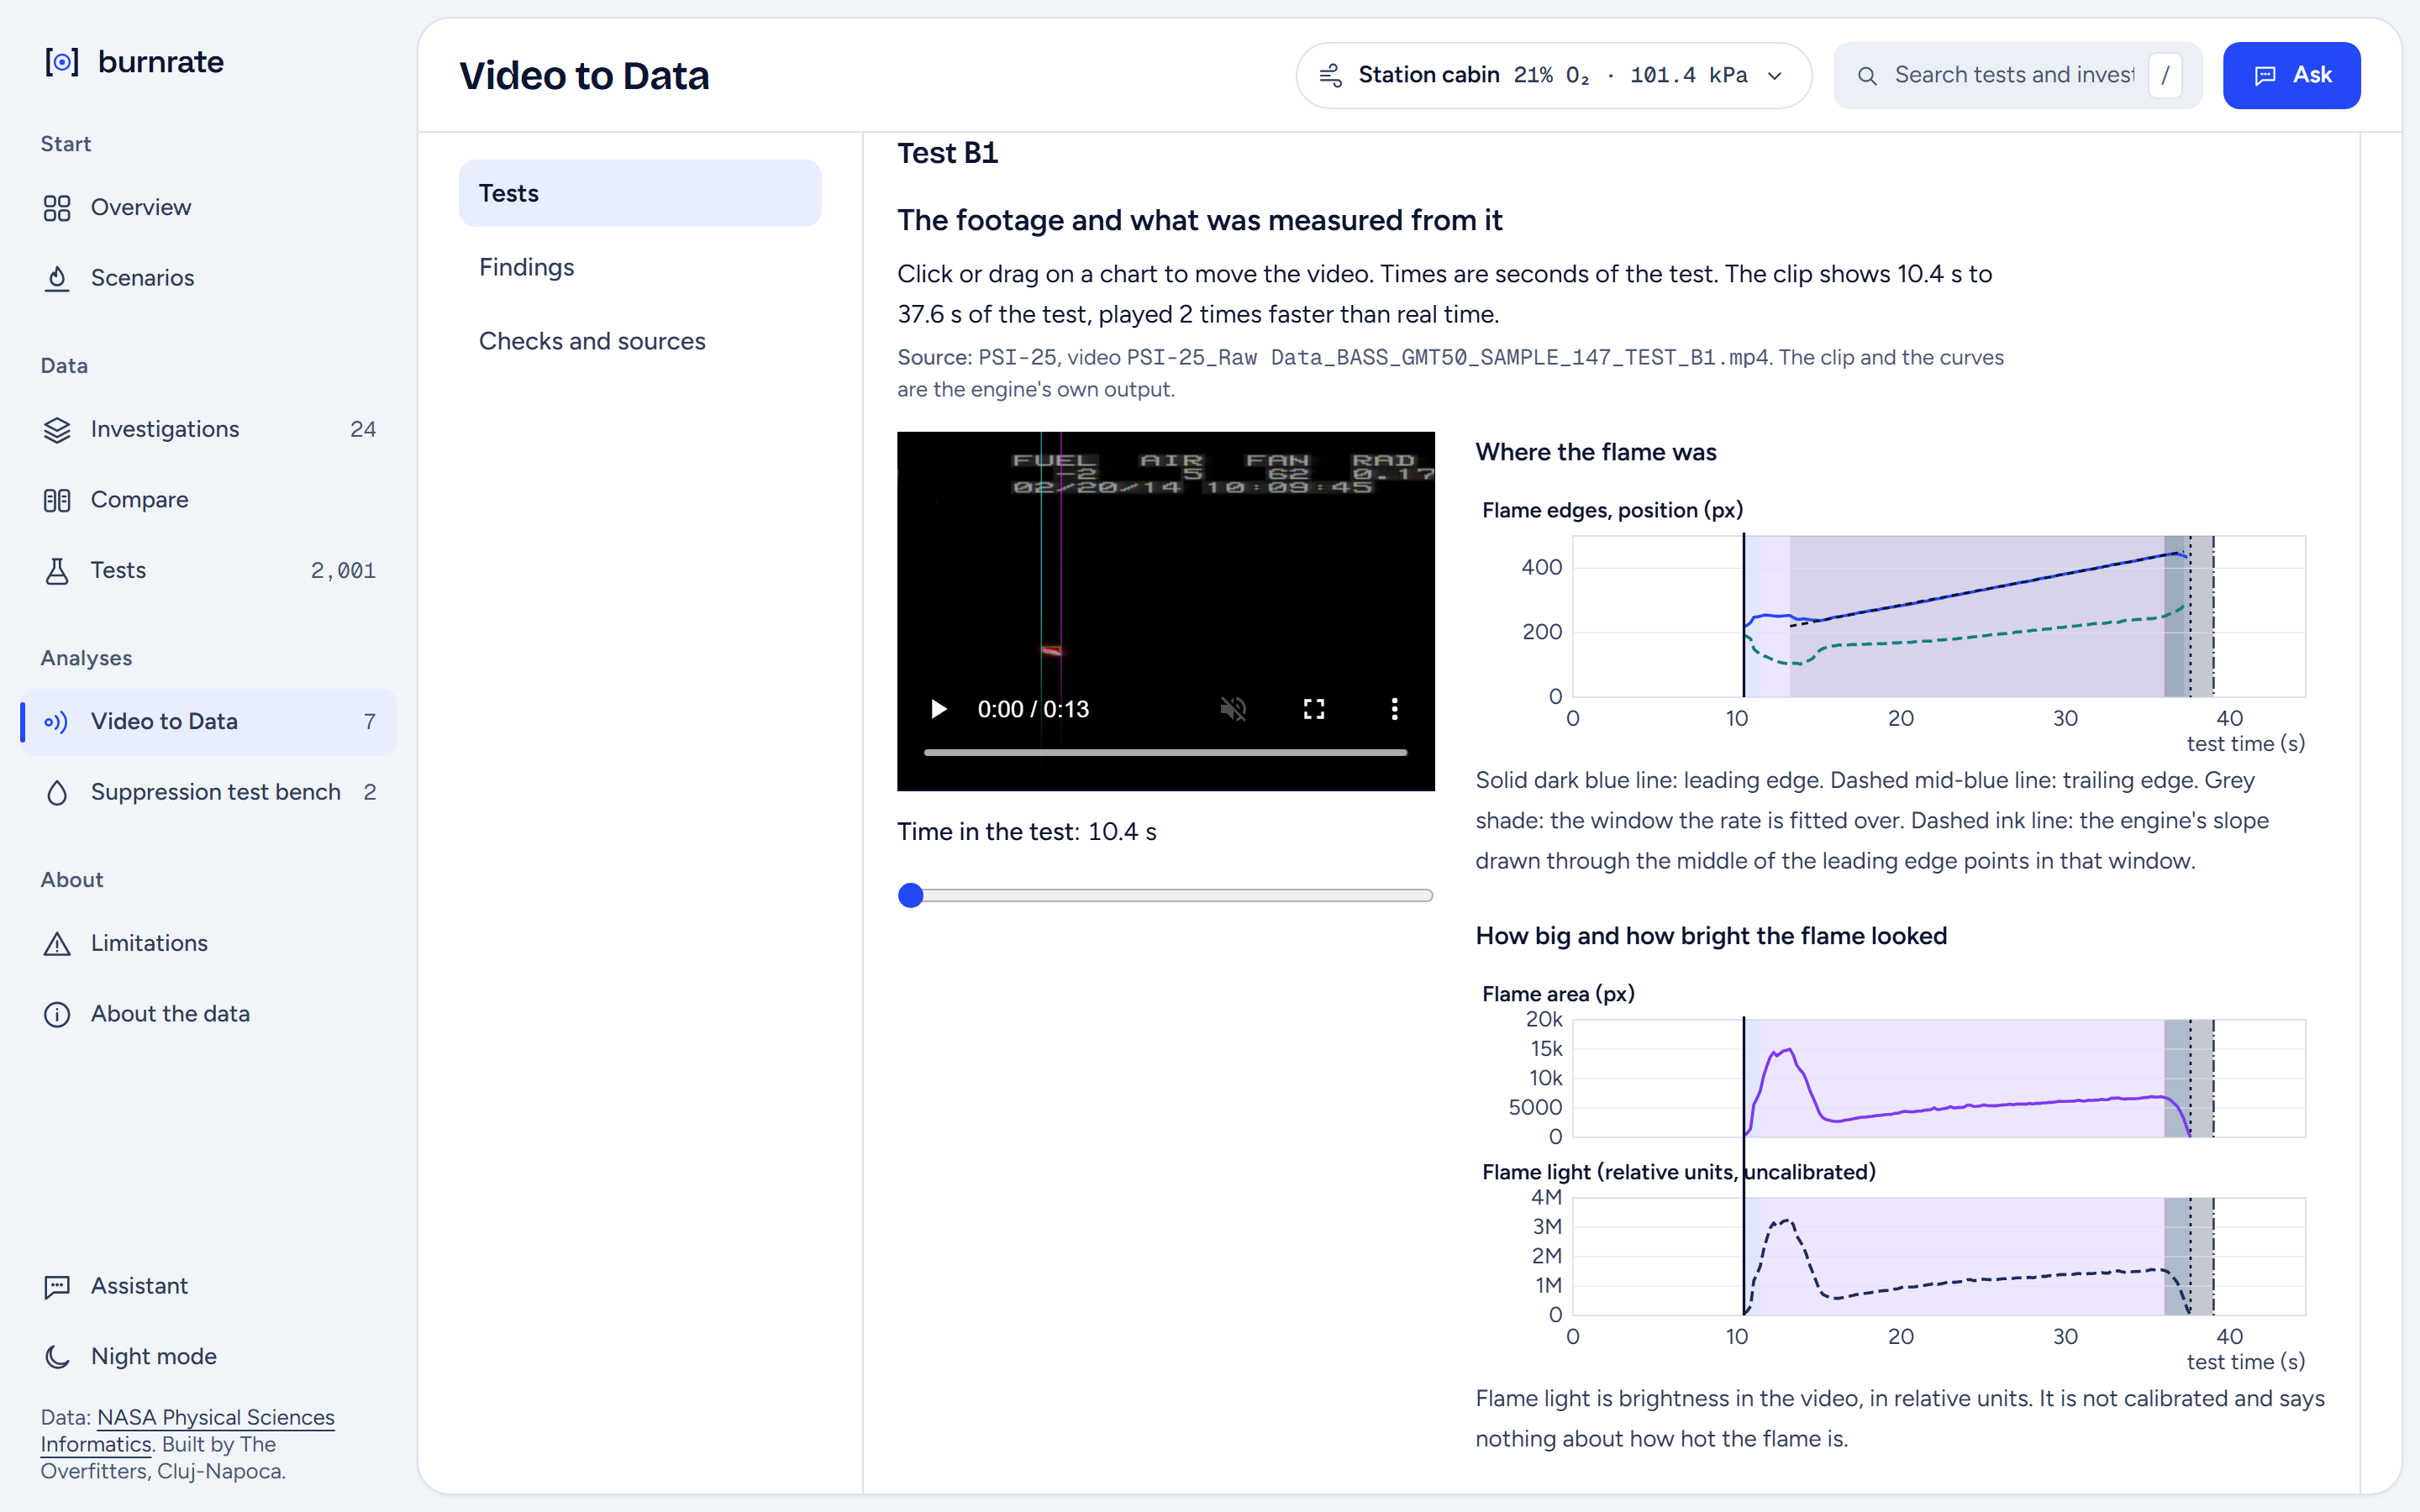 burnrate
Start
Overview
Scenarios
Data
Investigations 24
Compare
Tests 2,001
Analyses
Video to Data 7
Suppression test bench 2
About
Limitations
About the data
Assistant
Night mode
Data: NASA Physical Sciences
Informatics. Built by The
Overfitters, Cluj-Napoca.
Video to Data
Station cabin 21% O₂ · 101.4 kPa
Search tests and invest
/
Ask
Tests
Findings
Checks and sources
Test B1
The footage and what was measured from it
Click or drag on a chart to move the video. Times are seconds of the test. The clip shows 10.4 s to
37.6 s of the test, played 2 times faster than real time.
Source: PSI-25, video PSI-25_Raw Data_BASS_GMT50_SAMPLE_147_TEST_B1.mp4. The clip and the curves
are the engine's own output.
FUEL AIR FAN RAD
-2 5 62 0.17
02/20/14 10:09:45
0:00 / 0:13
Time in the test: 10.4 s
Where the flame was
Flame edges, position (px)
400
200
0
0 10 20 30 40
test time (s)
Solid dark blue line: leading edge. Dashed mid-blue line: trailing edge. Grey
shade: the window the rate is fitted over. Dashed ink line: the engine's slope
drawn through the middle of the leading edge points in that window.
How big and how bright the flame looked
Flame area (px)
20k
15k
10k
5000
0
Flame light (relative units, uncalibrated)
4M
3M
2M
1M
0
0 10 20 30 40
test time (s)
Flame light is brightness in the video, in relative units. It is not calibrated and says
nothing about how hot the flame is.